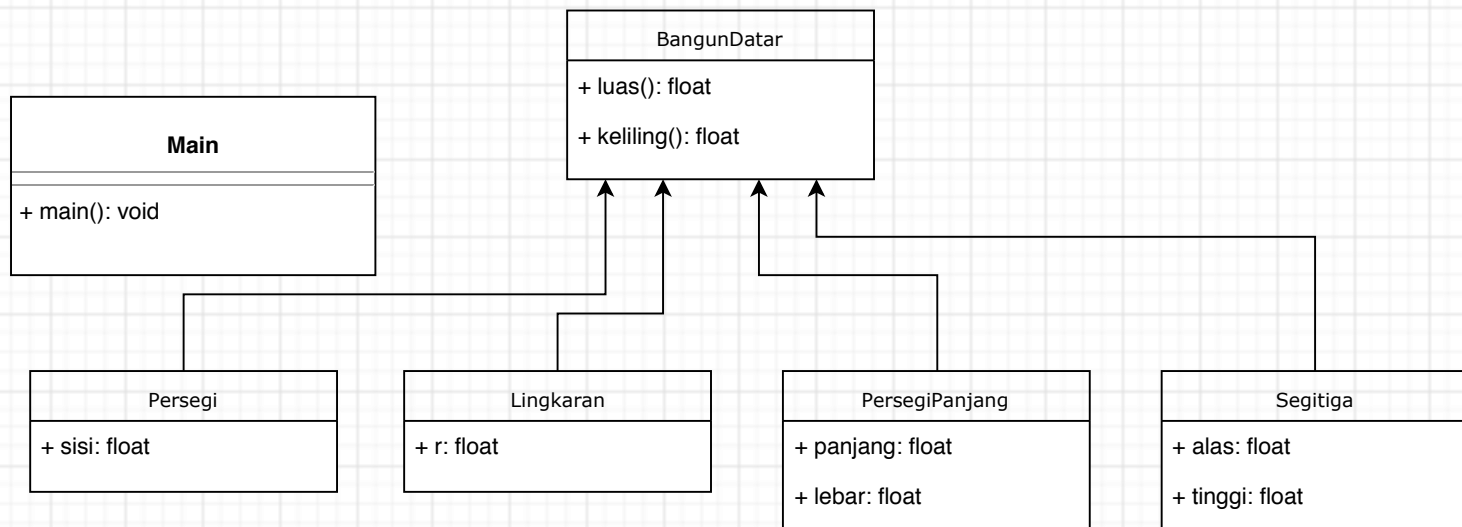 BangunDatar
+ luas(): float
+ keliling(): float
Main
+ main(): void
Persegi
+ sisi: float
Lingkaran
+ r: float
PersegiPanjang
+ panjang: float
+ lebar: float
Segitiga
+ alas: float
+ tinggi: float